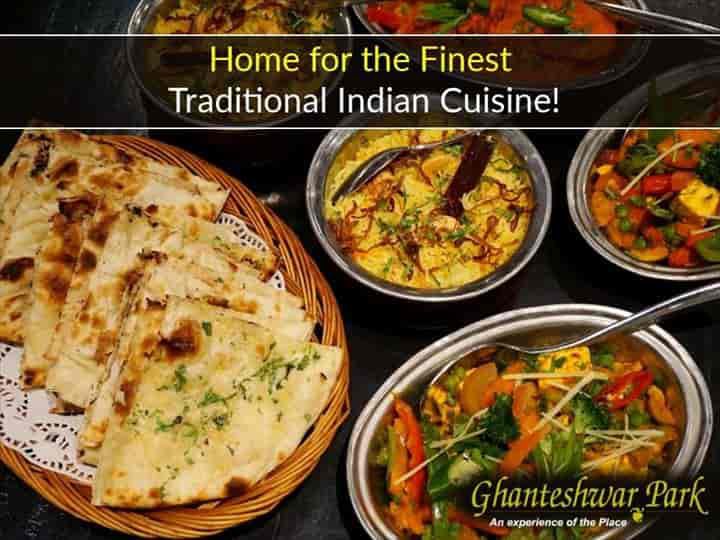 Home for the Finest
Traditional Indian Cuisine!
Ghanteshwar Park
An experience of the Place